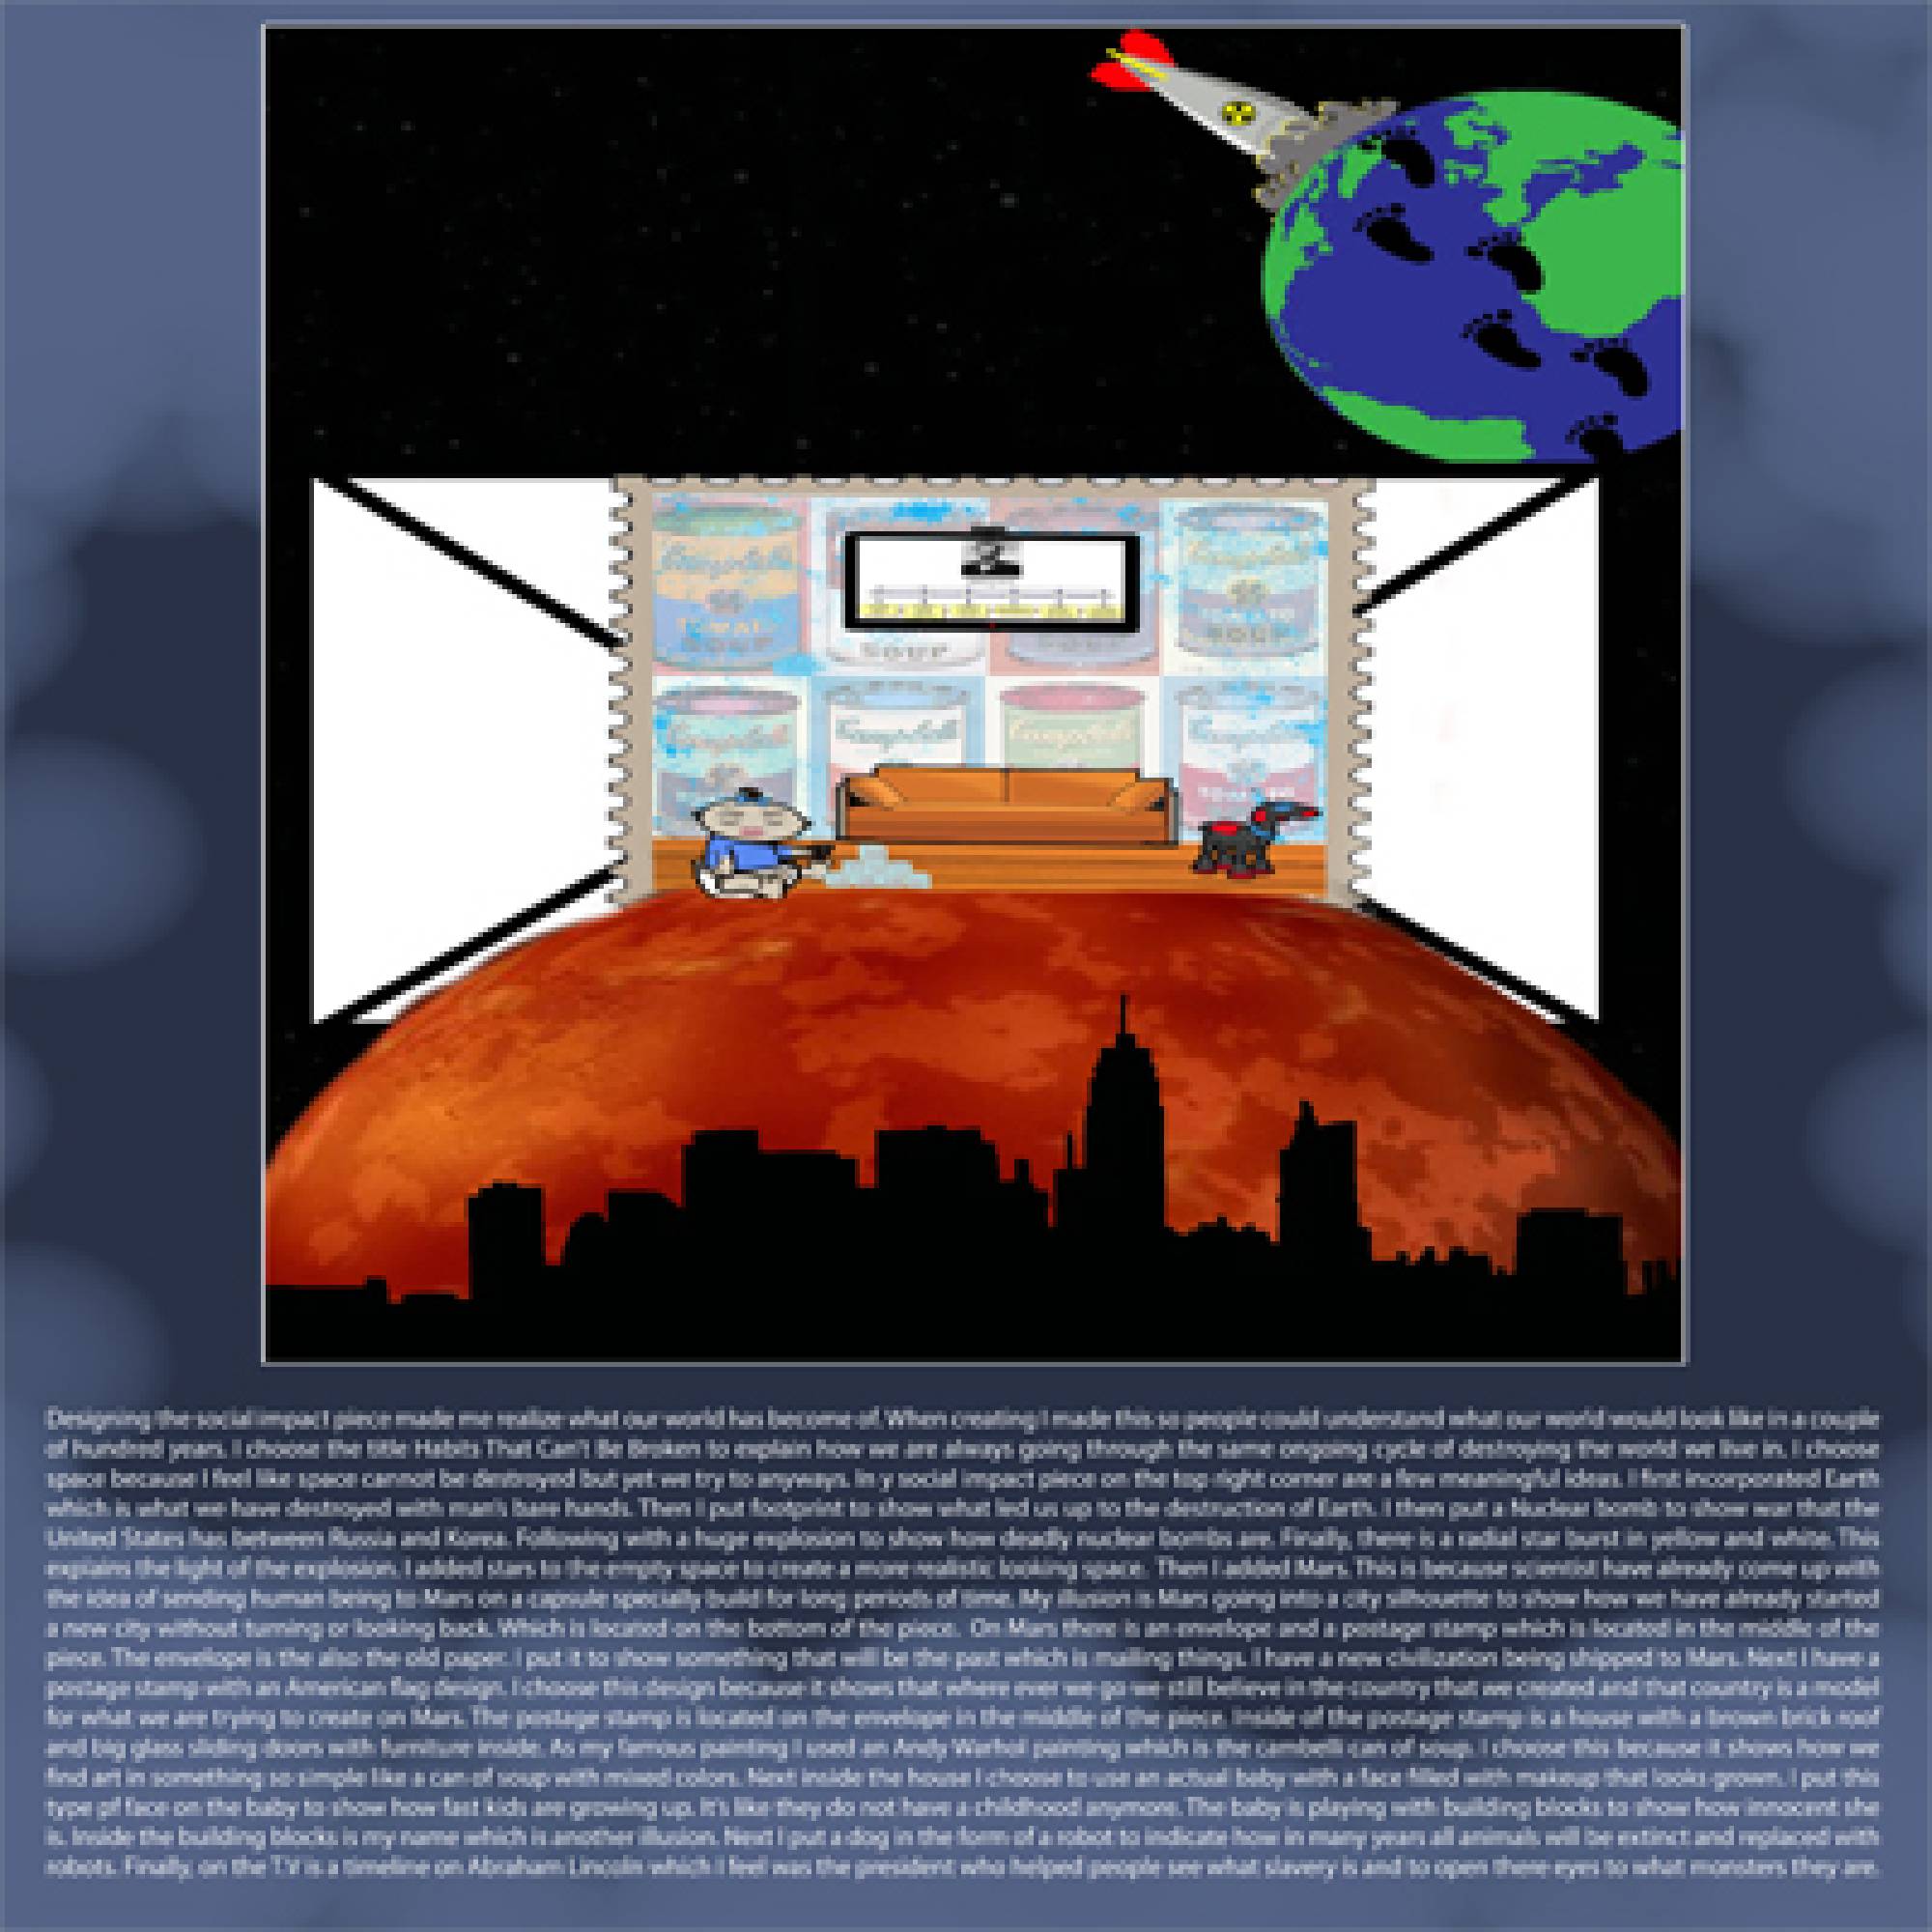 Campbell's
TOMATO
SOUP
SOUP
SOUP
Campbell's
SOUP
Campbell's
Campbell's
Campbell's
Campbell's
Designing the social impact piece made me realize what our world has become of. When creating I made this so people could understand what our world would look like in a couple
of hundred years. I choose the title Habits That Can't Be Broken to explain how we are always going through the same ongoing cycle of destroying the world we live in. I choose
space because I feel like space cannot be destroyed but yet we try to anyways. In y social impact piece on the top right corner are a few meaningful ideas. I first incorporated Earth
which is what we have destroyed with man's bare hands. Then I put footprint to show what led us up to the destruction of Earth. I then put a Nuclear bomb to show war that the
United States has between Russia and Korea. Following with a huge explosion to show how deadly nuclear bombs are. Finally, there is a radial star burst in yellow and white. This
explains the light of the explosion. I added stars to the empty space to create a more realistic looking space. Then I added Mars. This is because scientist have already come up with
the idea of sending human being to Mars on a capsule specially build for long periods of time. My illusion is Mars going into a city silhouette to show how we have already started
a new city without turning or looking back. Which is located on the bottom of the piece. On Mars there is an envelope and a postage stamp which is located in the middle of the
piece. The envelope is the also the old paper. I put it to show something that will be the past which is mailing things. I have a new civilization being shipped to Mars. Next I have a
postage stamp with an American flag design. I choose this design because it shows that where ever we go we still believe in the country that we created and that country is a model
for what we are trying to create on Mars. The postage stamp is located on the envelope in the middle of the piece. Inside of the postage stamp is a house with a brown brick roof
and big glass sliding doors with furniture inside. As my famous painting I used an Andy Warhol painting which is the cambelli can of soup. I choose this because it shows how we
find art in something so simple like a can of soup with mixed colors. Next inside the house I choose to use an actual baby with a face filled with makeup that looks grown. I put this
type pf face on the baby to show how fast kids are growing up. It's like they do not have a childhood anymore. The baby is playing with building blocks to show how innocent she
is. Inside the building blocks is my name which is another illusion. Next I put a dog in the form of a robot to indicate how in many years all animals will be extinct and replaced with
robots. Finally, on the T.V is a timeline on Abraham Lincoln which I feel was the president who helped people see what slavery is and to open there eyes to what monsters they are.